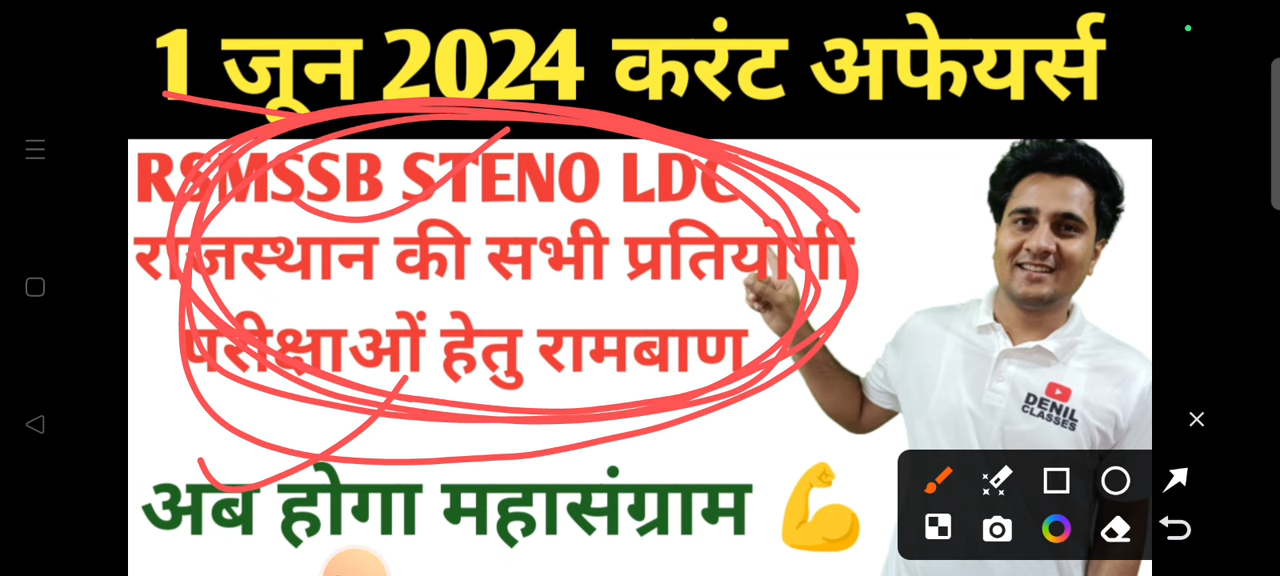 1 जून 2024 करंट अफेयर्स
RSMSSB STENO LDC
राजस्थान की सभी प्रतियोगी
परीक्षाओं हेतु रामबाण
DENIL
CLASSES
अब होगा महासंग्राम 💪